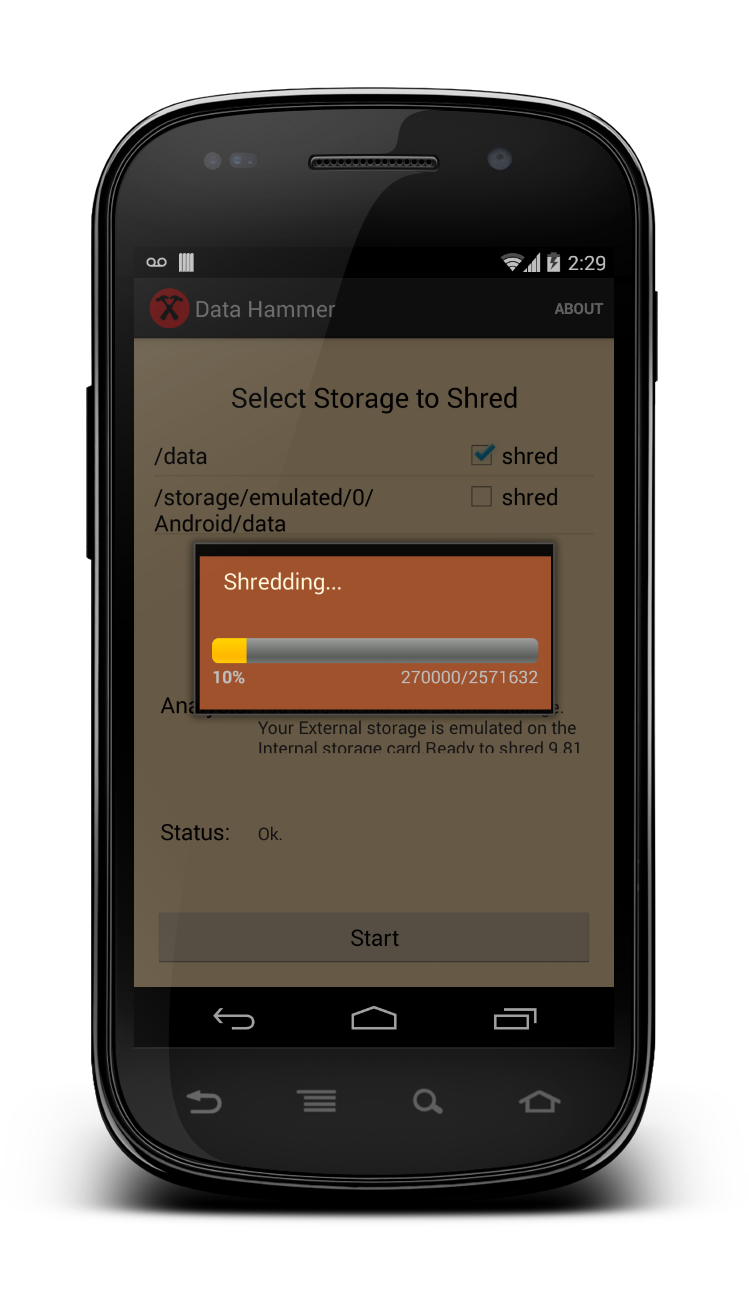 2:29
Data Hammer
ABOUT
Select Storage to Shred
/data
shred
/storage/emulated/0/
Android/data
shred
Shredding...
10%
270000/2571632
Your External storage is emulated on the
Internal storage card Ready to shred 9.81
Status:
Ok.
Start